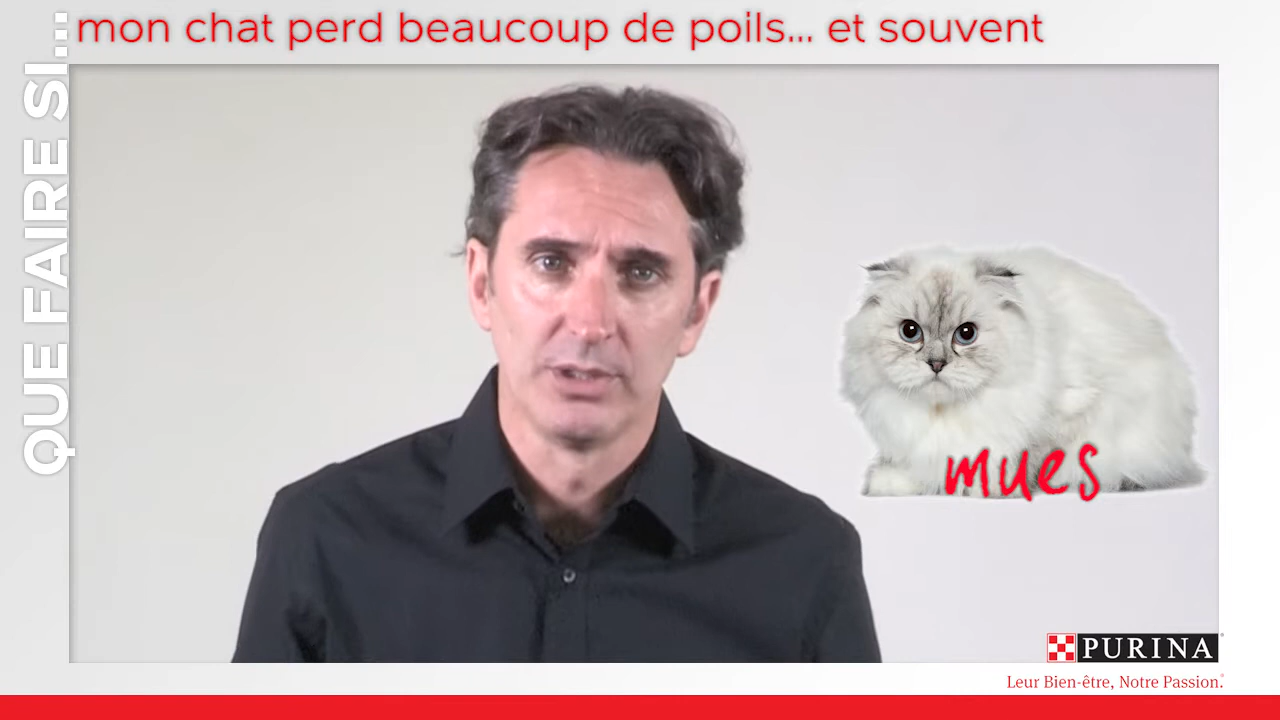 QUE FAIRE SI...
mon chat perd beaucoup de poils... et souvent
mues
PURINA
Leur Bien-être, Notre Passion.